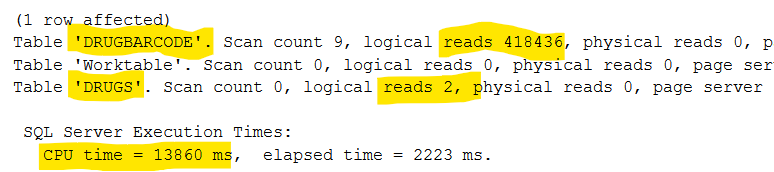 (1 row affected)
Table 'DRUGBARCODE'. Scan count 9, logical reads 418436, physical reads 0, p
Table 'Worktable'. Scan count 0, logical reads 0, physical reads 0, page ser
Table 'DRUGS'. Scan count 0, logical reads 2, physical reads 0, page server
SQL Server Execution Times:
CPU time = 13860 ms, elapsed time = 2223 ms.